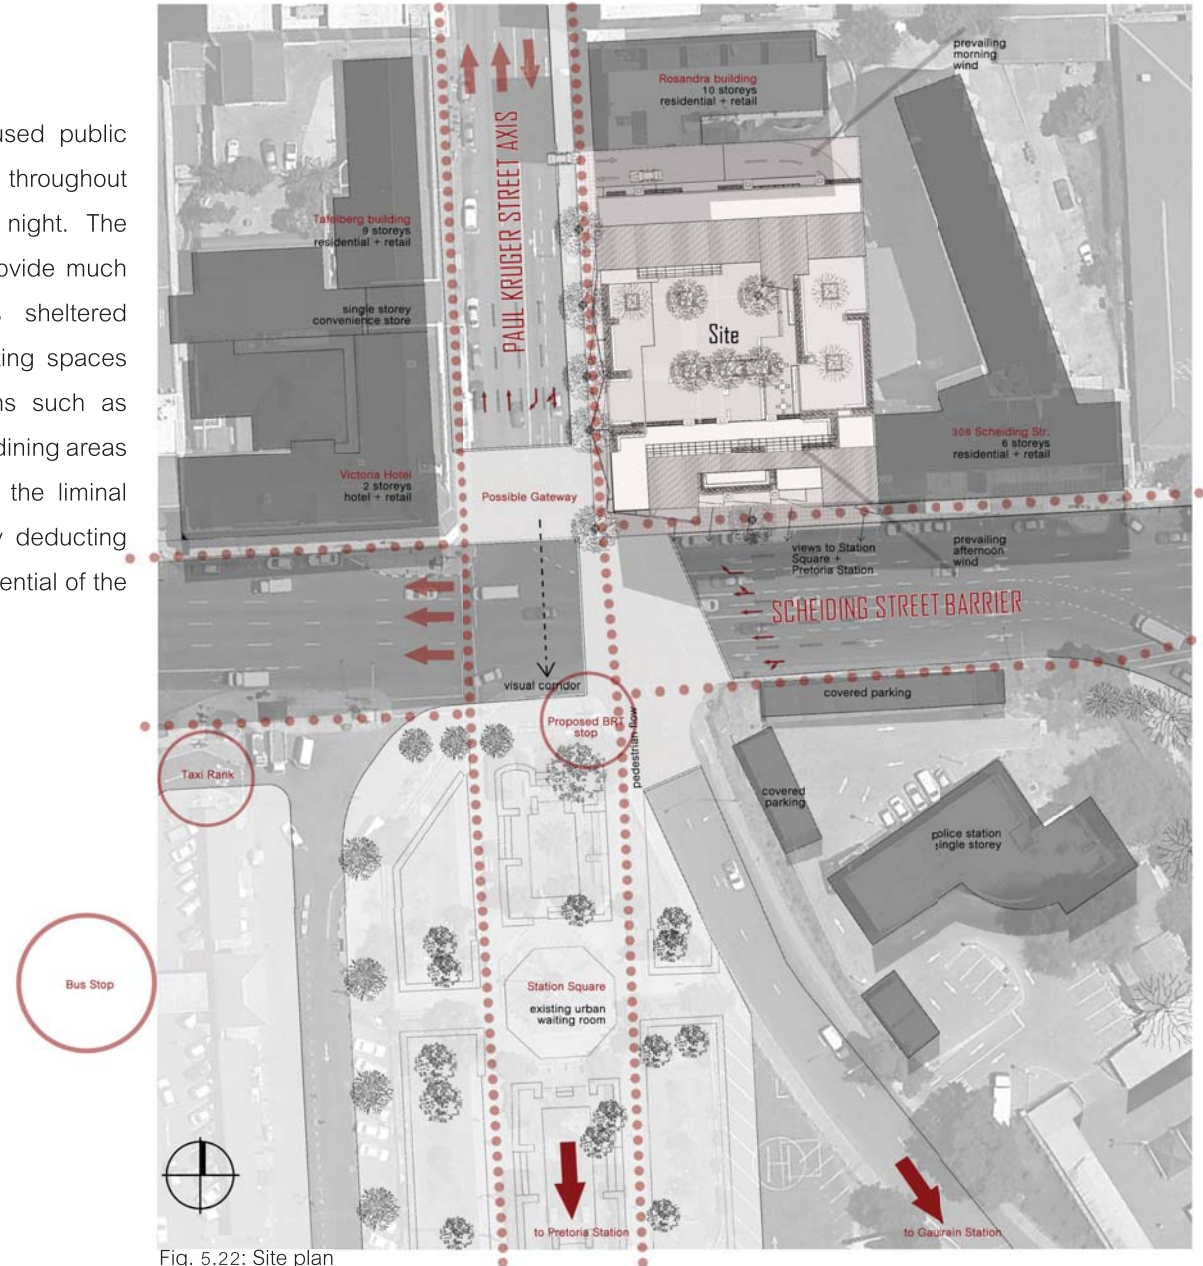 used public
throughout
night. The
ovide much
sheltered
ting spaces
ns such as
dining areas
the liminal
y deducting
ential of the
prevailing
morning
wind
Rosandra building
10 storeys
residential + retail
PAUL KRUGER STREET AXIS
Tafelberg building
9 storeys
residential + retail
single storey
convenience store
Site
308 Scheiding Str.
6 storeys
residential + retail
Victoria Hotel
2 storeys
hotel + retail
Possible Gateway
views to Station
Square +
Pretoria Station
prevailing
afternoon
wind
SCHEIDING STREET BARRIER
visual corridor
covered parking
Proposed BRT
stop
pedestrian flow
Taxi Rank
covered
parking
police station
single storey
Bus Stop
Station Square
existing urban
waiting room
to Pretoria Station
to Gautrain Station
Fig. 5.22: Site plan